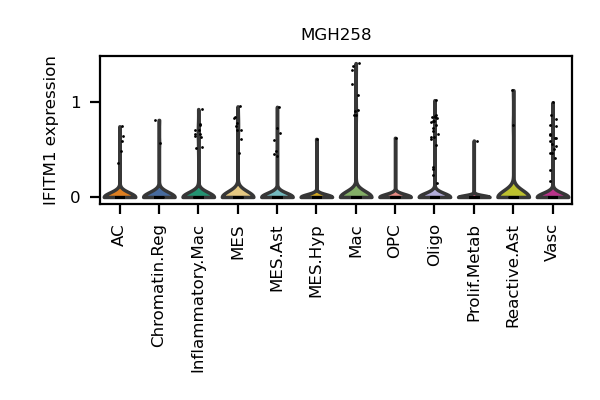 MGH258
IFITM1 expression
1
0
AC
Chromatin.Reg
Inflammatory.Mac
MES
MES.Ast
MES.Hyp
Mac
OPC
Oligo
Prolif.Metab
Reactive.Ast
Vasc